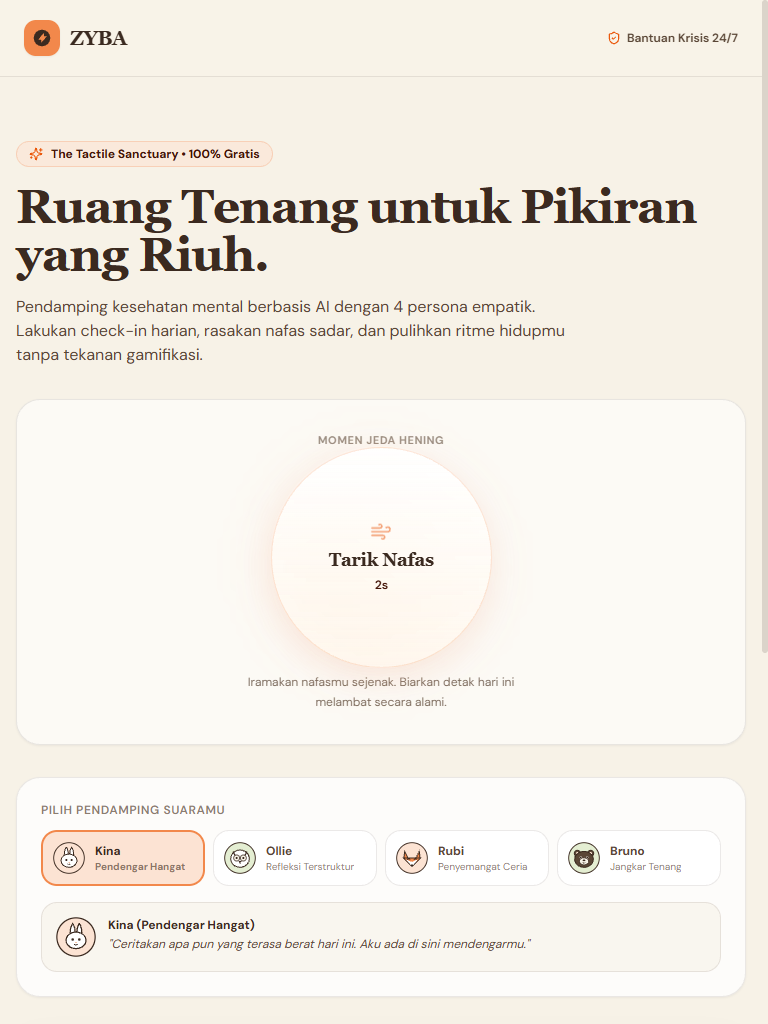 ZYBA
Bantuan Krisis 24/7
The Tactile Sanctuary • 100% Gratis
Ruang Tenang untuk Pikiran
yang Riuh.
Pendamping kesehatan mental berbasis AI dengan 4 persona empatik.
Lakukan check-in harian, rasakan nafas sadar, dan pulihkan ritme hidupmu
tanpa tekanan gamifikasi.
MOMEN JEDA HENING
Tarik Nafas
2s
Iramakan nafasmu sejenak. Biarkan detak hari ini
melambat secara alami.
PILIH PENDAMPING SUARAMU
Kina
Pendengar Hangat
Ollie
Refleksi Terstruktur
Rubi
Penyemangat Ceria
Bruno
Jangkar Tenang
Kina (Pendengar Hangat)
"Ceritakan apa pun yang terasa berat hari ini. Aku ada di sini mendengarmu."